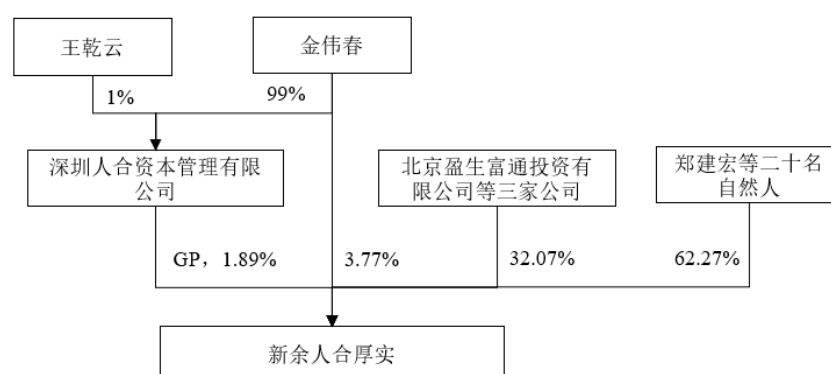 王乾云
金伟春
1%
99%
深圳人合资本管理有限
公司
北京盈生富通投资有
限公司等三家公司
郑建宏等二十名
自然人
GP，1.89%
3.77%
32.07%
62.27%
新余人合厚实